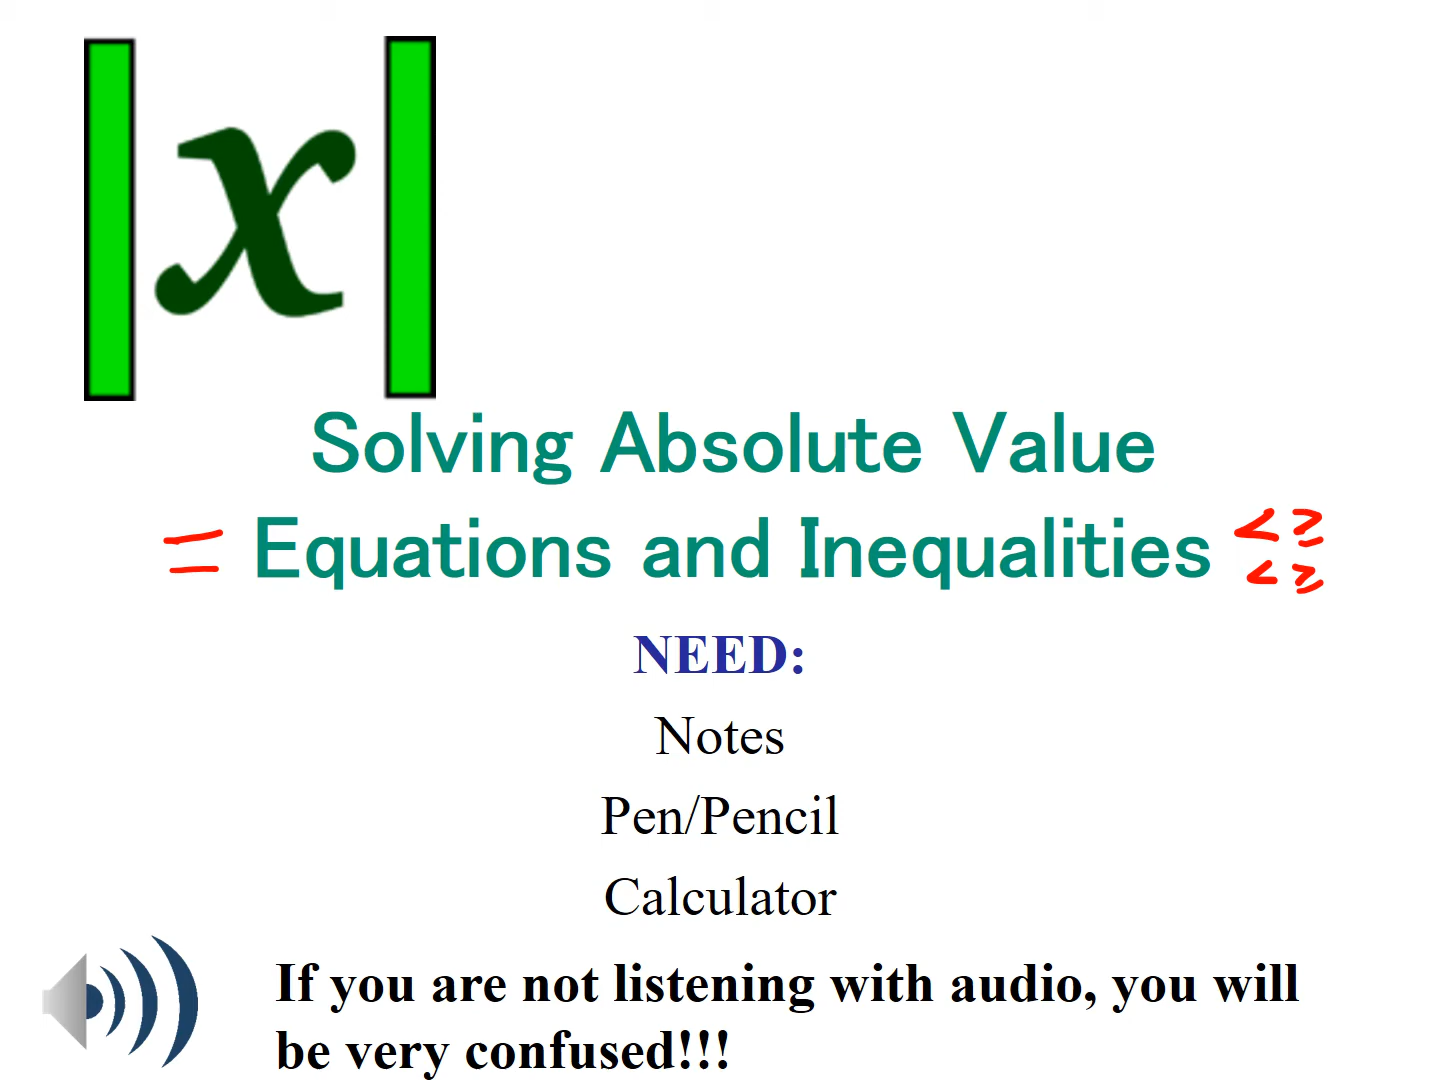 |x|
Solving Absolute Value
= Equations and Inequalities < ≥
NEED:
Notes
Pen/Pencil
Calculator
If you are not listening with audio, you will
be very confused!!!